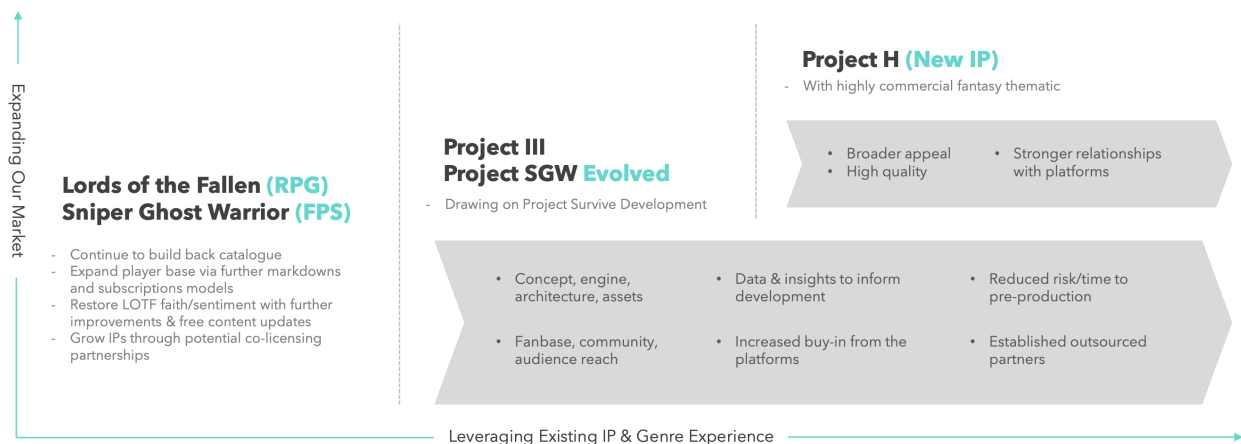 Expanding Our Market
Lords of the Fallen (RPG)
Sniper Ghost Warrior (FPS)
- Continue to build back catalogue
- Expand player base via further markdowns
and subscriptions models
- Restore LOTF faith/sentiment with further
improvements & free content updates
- Grow IPs through potential co-licensing
partnerships
Project III
Project SGW Evolved
- Drawing on Project Survive Development
• Concept, engine,
architecture, assets
• Fanbase, community,
audience reach
• Data & insights to inform
development
• Increased buy-in from the
platforms
• Reduced risk/time to
pre-production
• Established outsourced
partners
Project H (New IP)
- With highly commercial fantasy thematic
• Broader appeal
• High quality
• Stronger relationships
with platforms
Leveraging Existing IP & Genre Experience